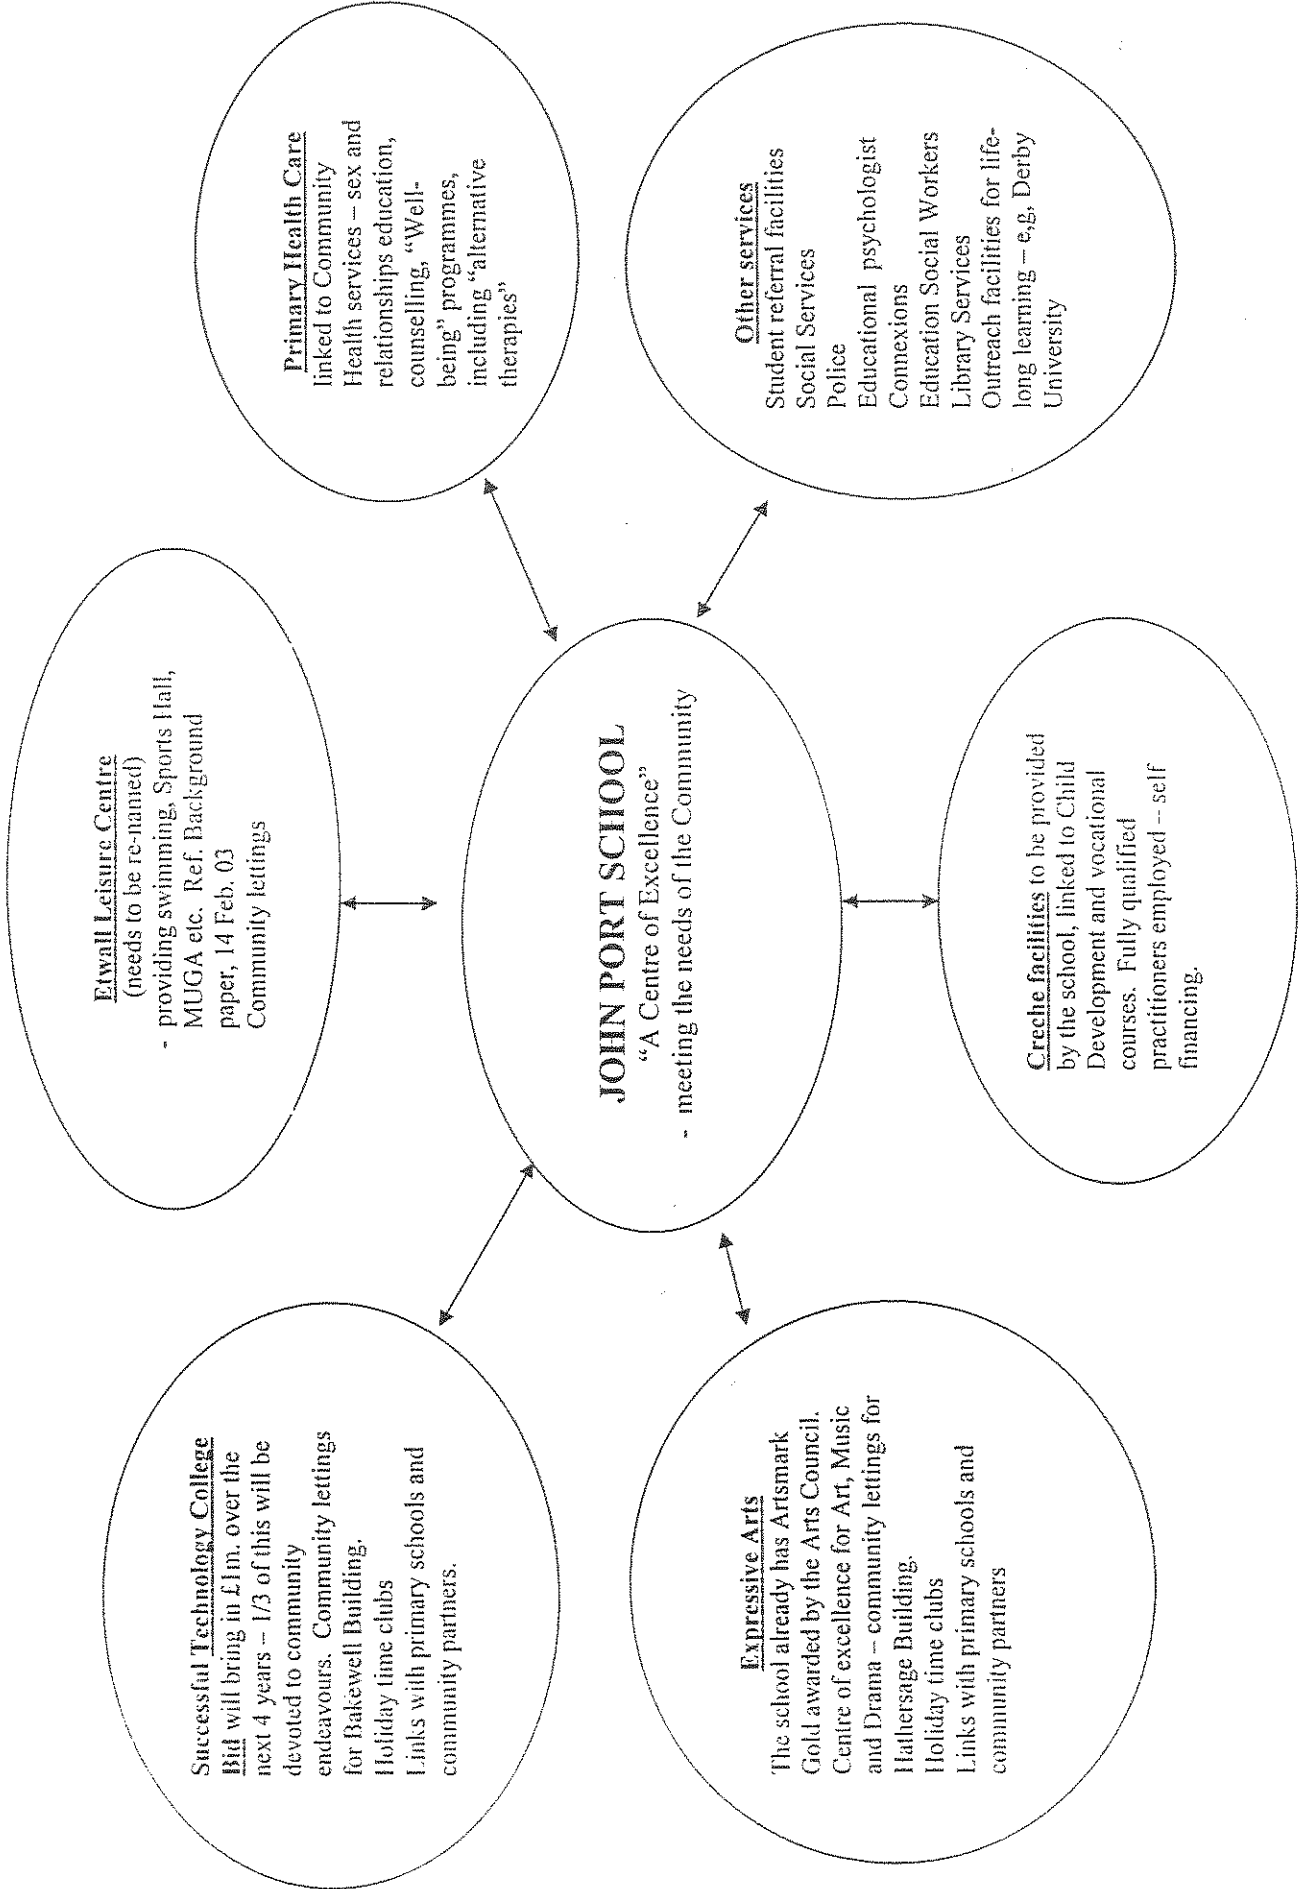 Successful Technology College
Bid will bring in £1m. over the
next 4 years – 1/3 of this will be
devoted to community
endeavours. Community lettings
for Bakewell Building.
Holiday time clubs
Links with primary schools and
community partners.
Etwall Leisure Centre
(needs to be re-named)
- providing swimming, Sports Hall,
MUGA etc. Ref. Background
paper, 14 Feb. 03
Community lettings
Primary Health Care
linked to Community
Health services – sex and
relationships education,
counselling, “Well-
being” programmes,
including “alternative
therapies”
JOHN PORT SCHOOL
“A Centre of Excellence”
- meeting the needs of the Community
Expressive Arts
The school already has Artsmark
Gold awarded by the Arts Council.
Centre of excellence for Art, Music
and Drama – community lettings for
Hathersage Building.
Holiday time clubs
Links with primary schools and
community partners
Creche facilities to be provided
by the school, linked to Child
Development and vocational
courses. Fully qualified
practitioners employed – self
financing.
Other services
Student referral facilities
Social Services
Police
Educational psychologist
Connexions
Education Social Workers
Library Services
Outreach facilities for life-
long learning – e,g, Derby
University